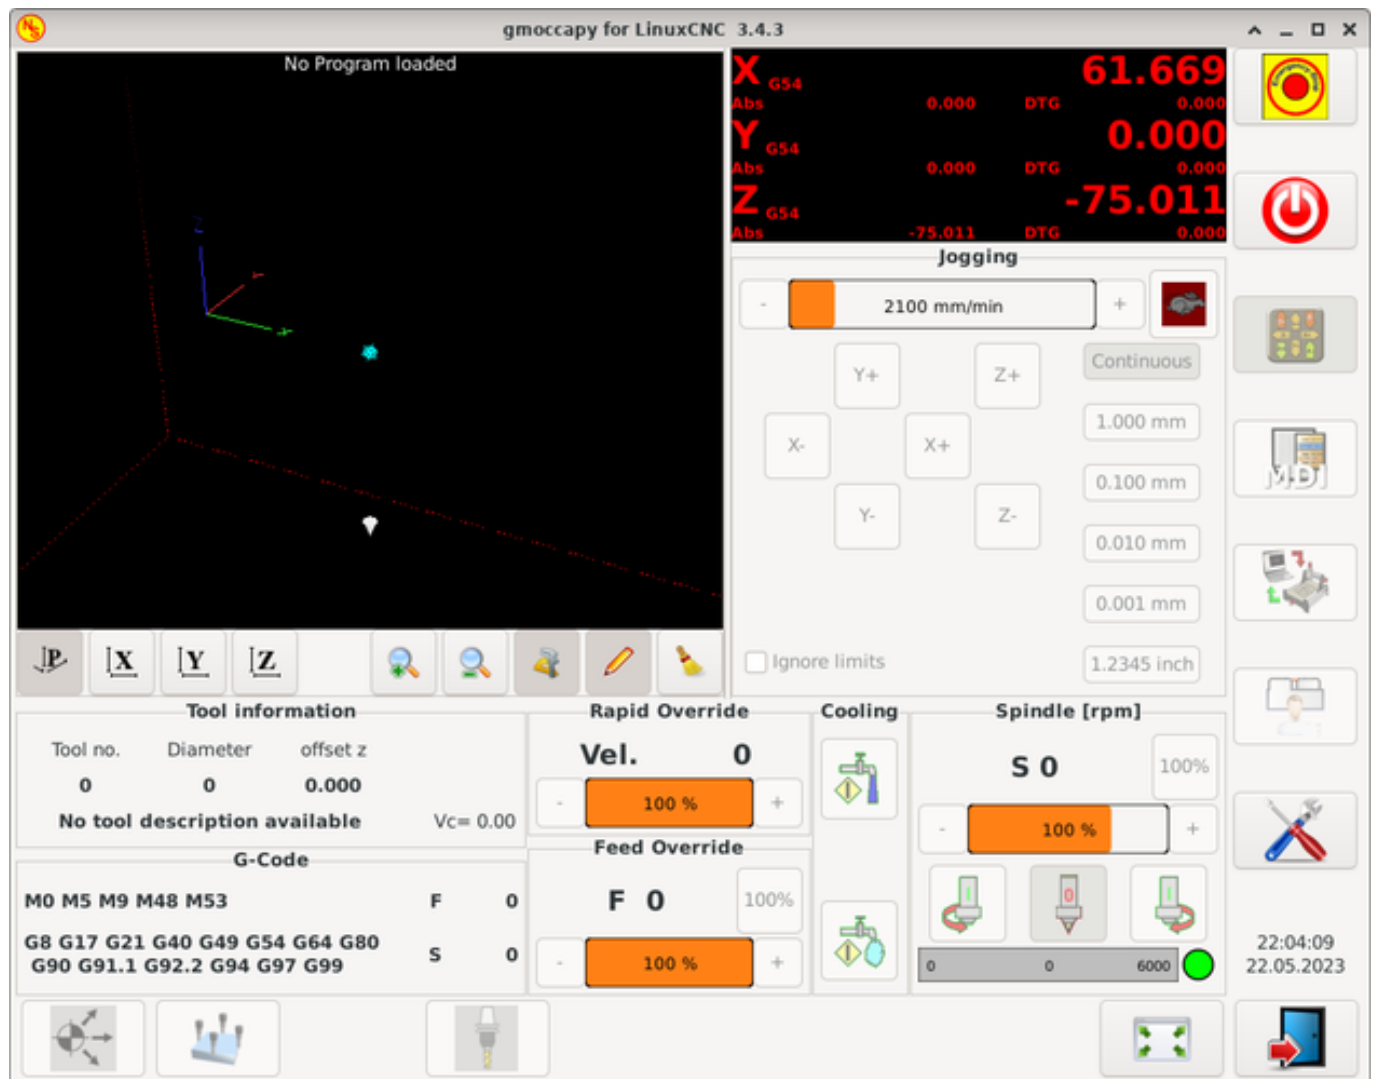 gmoccapy for LinuxCNC 3.4.3
No Program loaded
X G54 61.669
Abs 0.000 DTG 0.000
Y G54 0.000
Abs 0.000 DTG 0.000
Z G54 -75.011
Abs -75.011 DTG 0.000
Jogging
- 2100 mm/min +
Y+ Z+ Continuous
1.000 mm
X- X+
0.100 mm
Y- Z-
0.010 mm
0.001 mm
Ignore limits 1.2345 inch
MDI
Z
X
P X Y Z
Tool information
Tool no. Diameter offset z
0 0 0.000
No tool description available Vc= 0.00
G-Code
M0 M5 M9 M48 M53 F 0
G8 G17 G21 G40 G49 G54 G64 G80 S 0
G90 G91.1 G92.2 G94 G97 G99
Rapid Override
Vel. 0
- 100 % +
Feed Override
F 0 100%
- 100 % +
Cooling
Spindle [rpm]
S 0 100%
- 100 % +
I 0 I
0 0 6000
22:04:09
22.05.2023